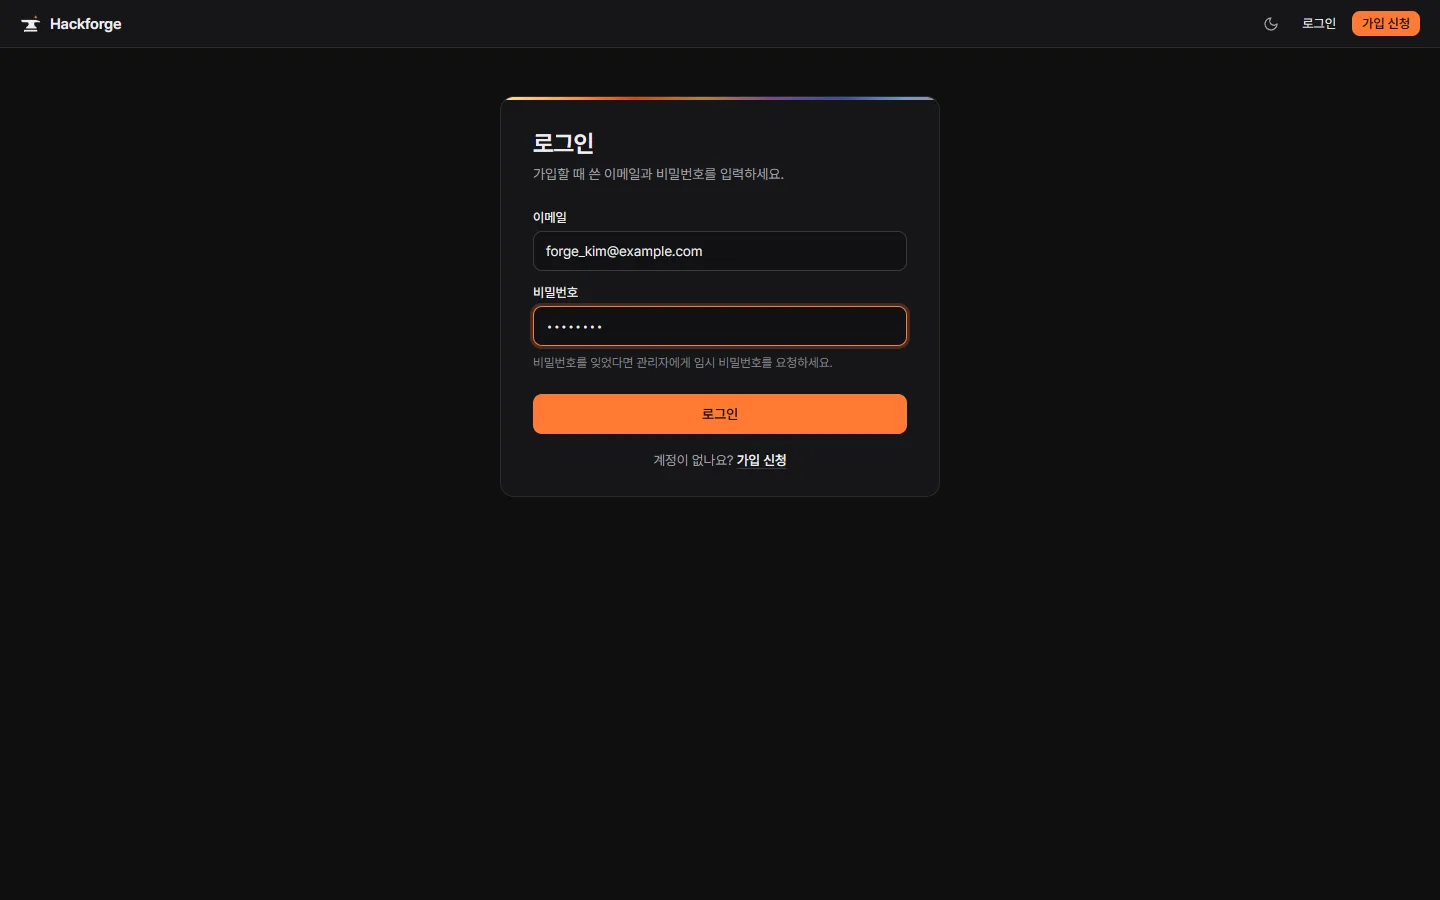 Hackforge
로그인
가입 신청
로그인
가입할 때 쓴 이메일과 비밀번호를 입력하세요.
이메일
forge_kim@example.com
비밀번호
••••••••
비밀번호를 잊었다면 관리자에게 임시 비밀번호를 요청하세요.
로그인
계정이 없나요? 가입 신청